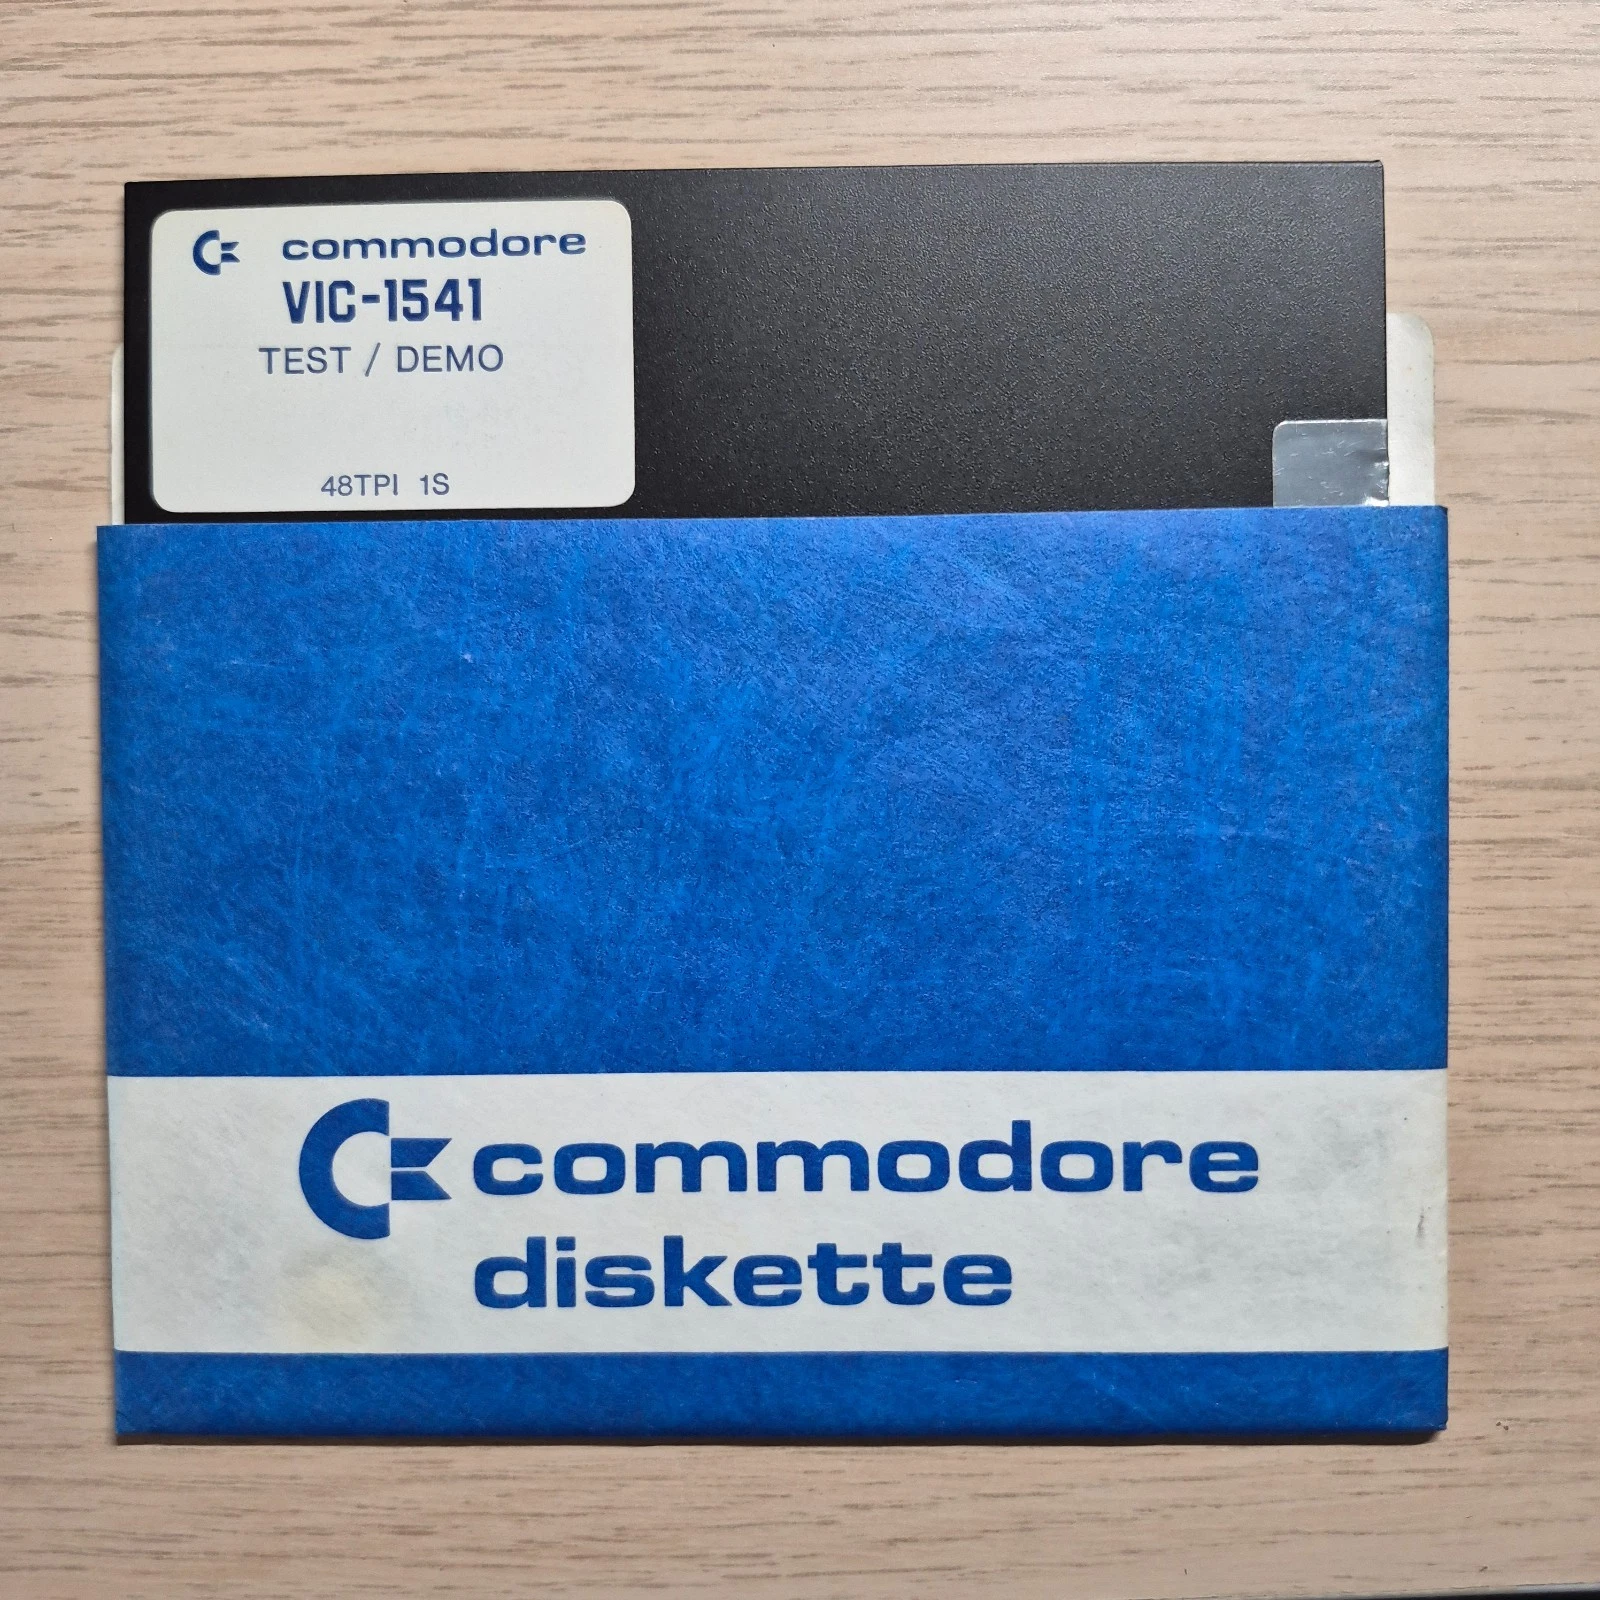 commodore
VIC-1541
TEST / DEMO
48TPI 1S
commodore
diskette